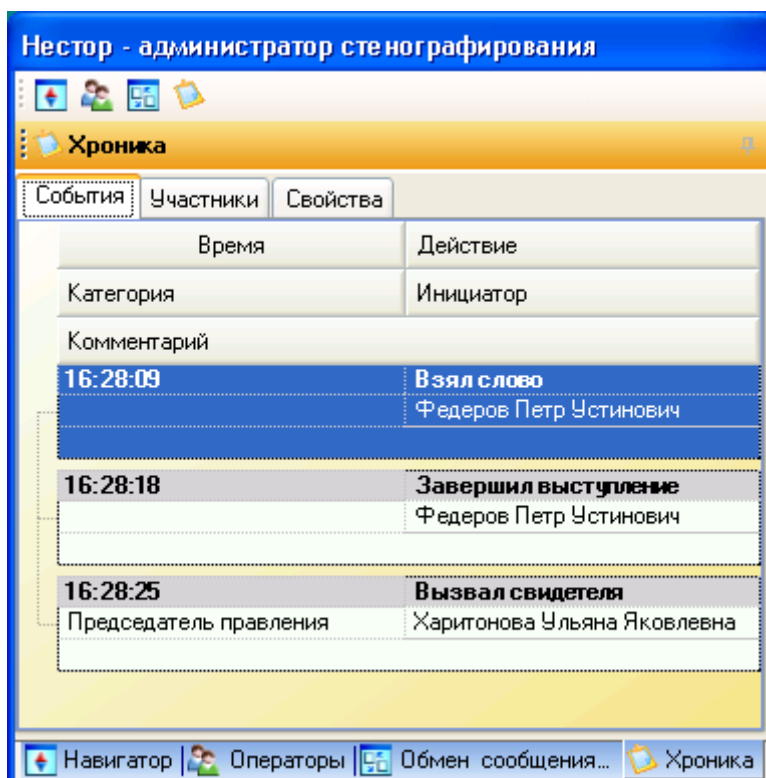 Нестор - администратор стенографирования
Хроника
События Участники Свойства
Время Действие
Категория Инициатор
Комментарий
16:28:09 Взял слово
Федеров Петр Устинович
16:28:18 Завершил выступление
Федеров Петр Устинович
16:28:25 Вызвал свидетеля
Председатель правления Харитонова Ульяна Яковлевна
Навигатор Операторы Обмен сообщения... Хроника